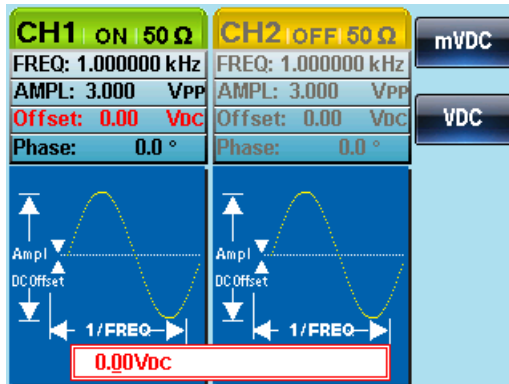 CH1 ON 50 Ω
FREQ: 1.000000 kHz
AMPL: 3.000 VPP
Offset: 0.00 VDC
Phase: 0.0 °
Ampl
DC Offset
1/FREQ
CH2 OFF 50 Ω
FREQ: 1.000000 kHz
AMPL: 3.000 VPP
Offset: 0.00 VDC
Phase: 0.0 °
Ampl
DC Offset
1/FREQ
0.00VDC
mVDC
VDC